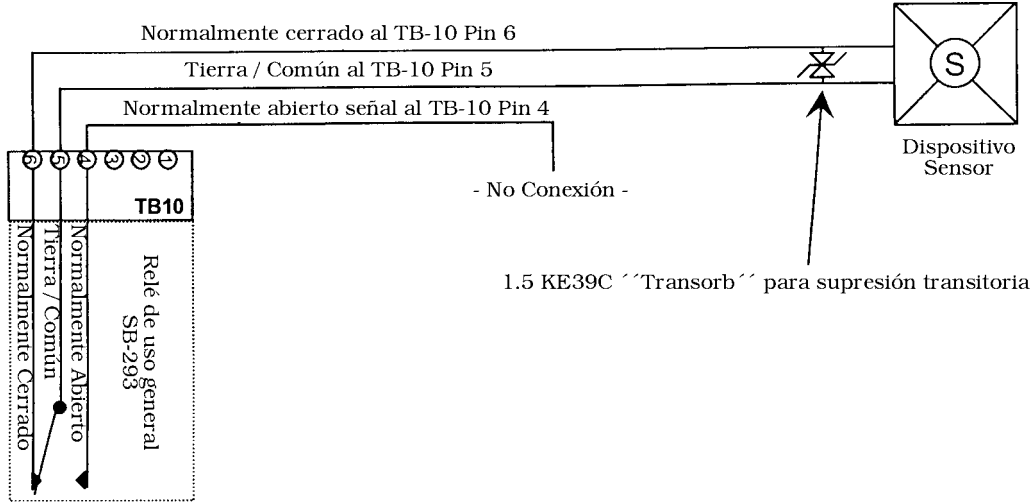 Normalmente cerrado al TB-10 Pin 6
Tierra / Común al TB-10 Pin 5
Normalmente abierto señal al TB-10 Pin 4
S
Dispositivo
Sensor
6 5 4 3 2 1
TB10
- No Conexión -
1.5 KE39C ´´Transorb´´ para supresión transitoria
Normalmente Cerrado
Tierra / Común
Normalmente Abierto
Relé de uso general
SB-293